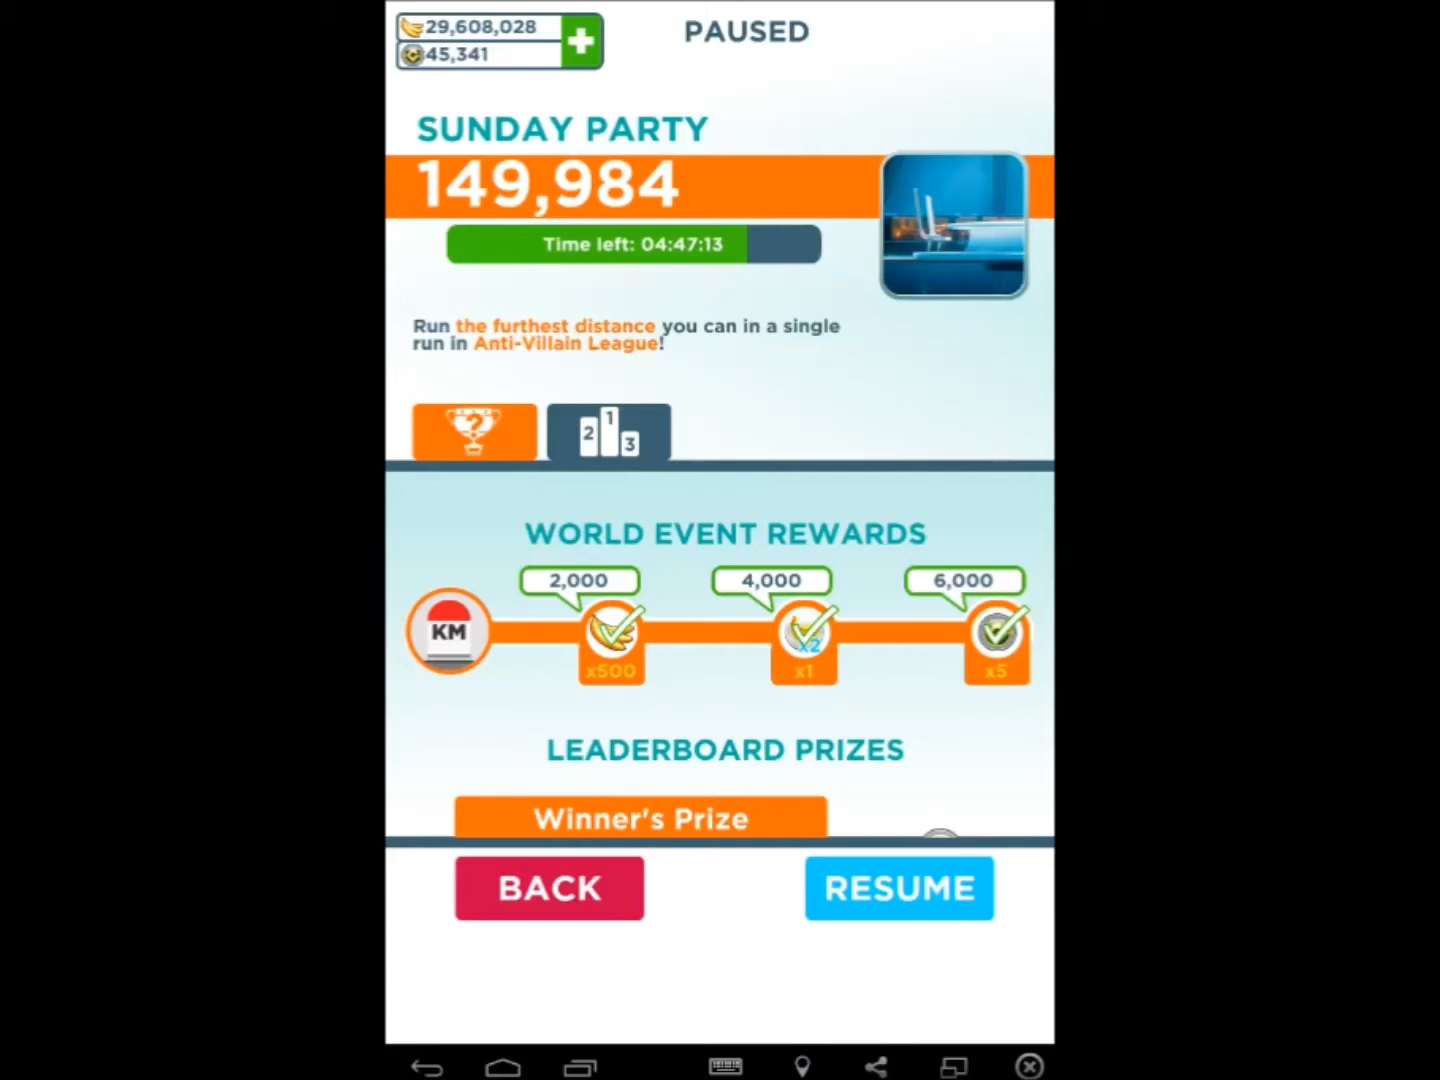 29,608,028
45,341
PAUSED
SUNDAY PARTY
149,984
Time left: 04:47:13
Run the furthest distance you can in a single
run in Anti-Villain League!
?
2 1 3
WORLD EVENT REWARDS
2,000 4,000 6,000
KM
x2
x500 x1 x5
LEADERBOARD PRIZES
Winner's Prize
BACK RESUME